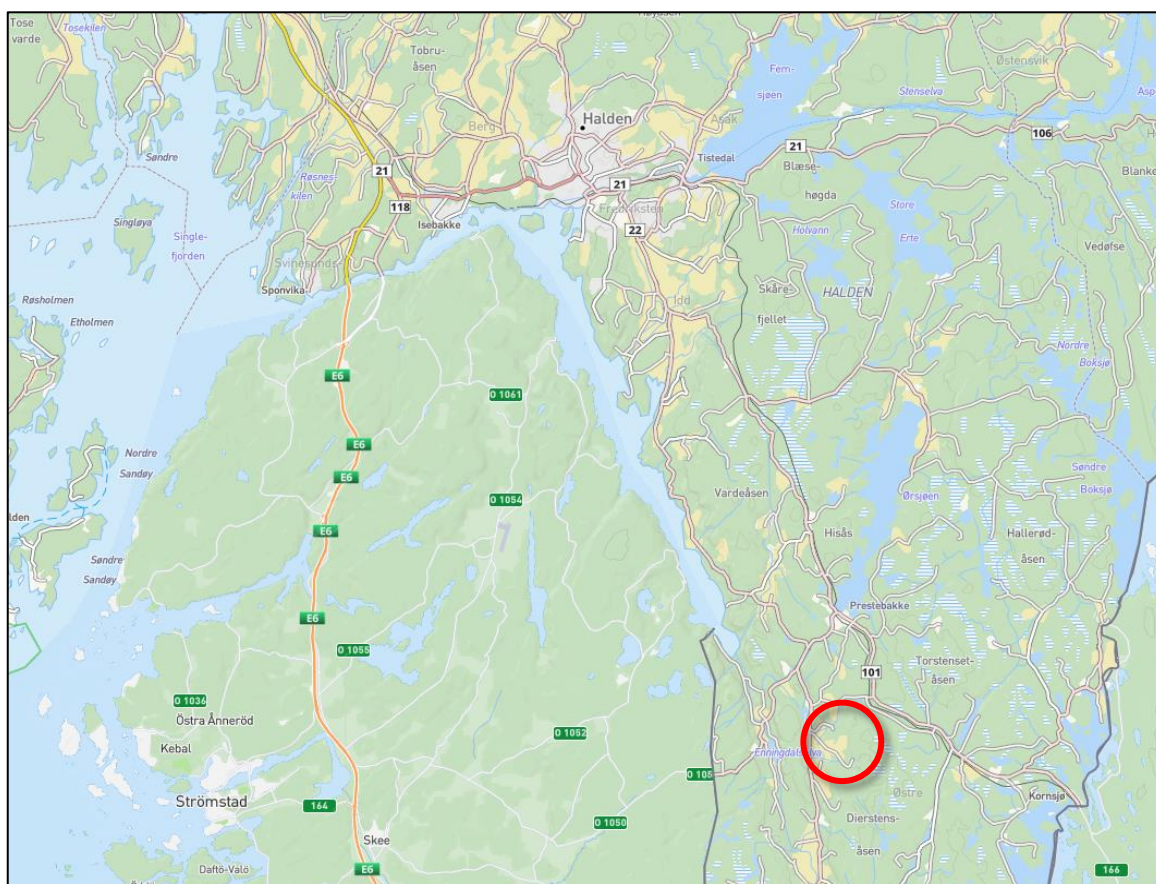 Tose
varde
Tosekilen
Tobru-
åsen
Østensvik
Fem-
sjøen
Stenselva
Halden
Berg
Asak
106
21
Søndre
Tistedal
Blæse-
høgda
Blanke
21
Røsnes-
kilen
21
118
Isebakke
Fredriksten
22
Store
Erte
Singløya
Single-
fjorden
Holvann
Vedøfse
Svinesunds-
Sponvika
Idd
Skåre-
fjellet
HALDEN
Røsholmen
Etholmen
Nordre
Boksjø
E6
O 1061
E6
Nordre
Sandøy
E6
Søndre
Boksjø
O 1054
Vardeåsen
Ørsjøen
lden
E6
Hisås
Hallerød-
åsen
Søndre
Sandøy
Prestebakke
E6
O 1055
101
Torstenset-
åsen
O 1036
Östra Ånneröd
O 1052
Kebal
Enningdalselva
O 105
Strömstad
164
Østre
Kornsjø
Skee
O 1050
Dierstens-
åsen
Daftö-Valö
E6
166